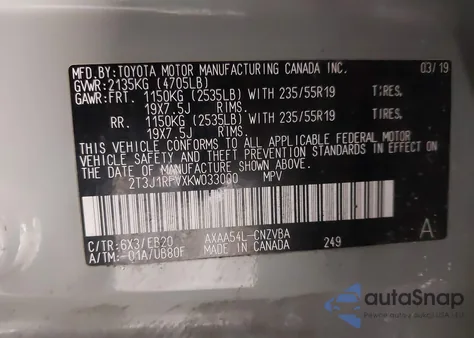 MFD.BY: TOYOTA MOTOR MANUFACTURING CANADA INC. 03/19
GVWR: 2135KG (4705LB)
GAWR: FRT. 1150KG (2535LB) WITH 235/55R19 TIRES,
19X7.5J RIMS.
RR. 1150KG (2535LB) WITH 235/55R19 TIRES,
19X7.5J RIMS.
THIS VEHICLE CONFORMS TO ALL APPLICABLE FEDERAL MOTOR
VEHICLE SAFETY AND BUMPER STANDARDS IN EFFECT ON
THE DATE OF MANUFACTURE SHOWN ABOVE.
MPV
C/TR: 6X3/EB20 AXAA54L-CNZVBA 249 A
A/TM: -01A/UB80F MADE IN CANADA
autoSnap